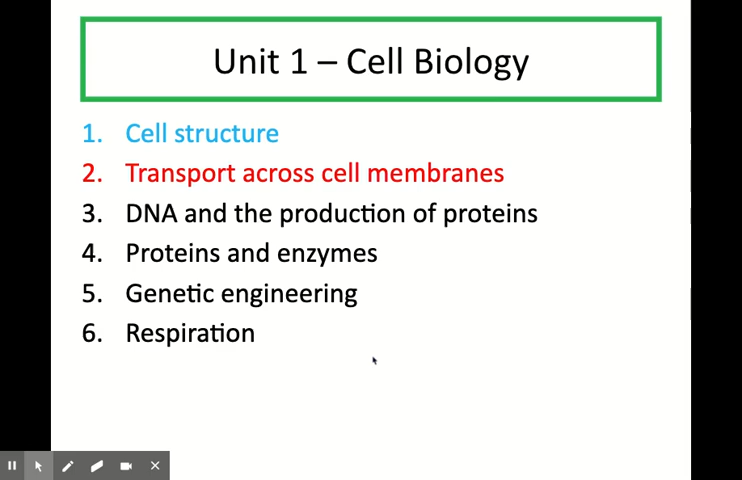 Unit 1 – Cell Biology
1. Cell structure
2. Transport across cell membranes
3. DNA and the production of proteins
4. Proteins and enzymes
5. Genetic engineering
6. Respiration